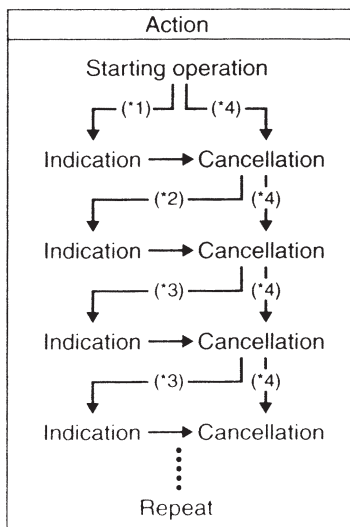 Action
Starting operation
(*1) (*4)
Indication Cancellation
(*2) (*4)
Indication Cancellation
(*3) (*4)
Indication Cancellation
(*3) (*4)
Indication Cancellation
Repeat